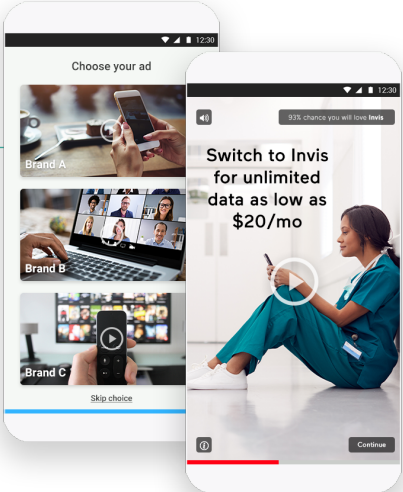 12:30
Choose your ad
Brand A
Brand B
Brand C
Skip choice
12:30
93% chance you will love Invis
Switch to Invis
for unlimited
data as low as
$20/mo
Continue